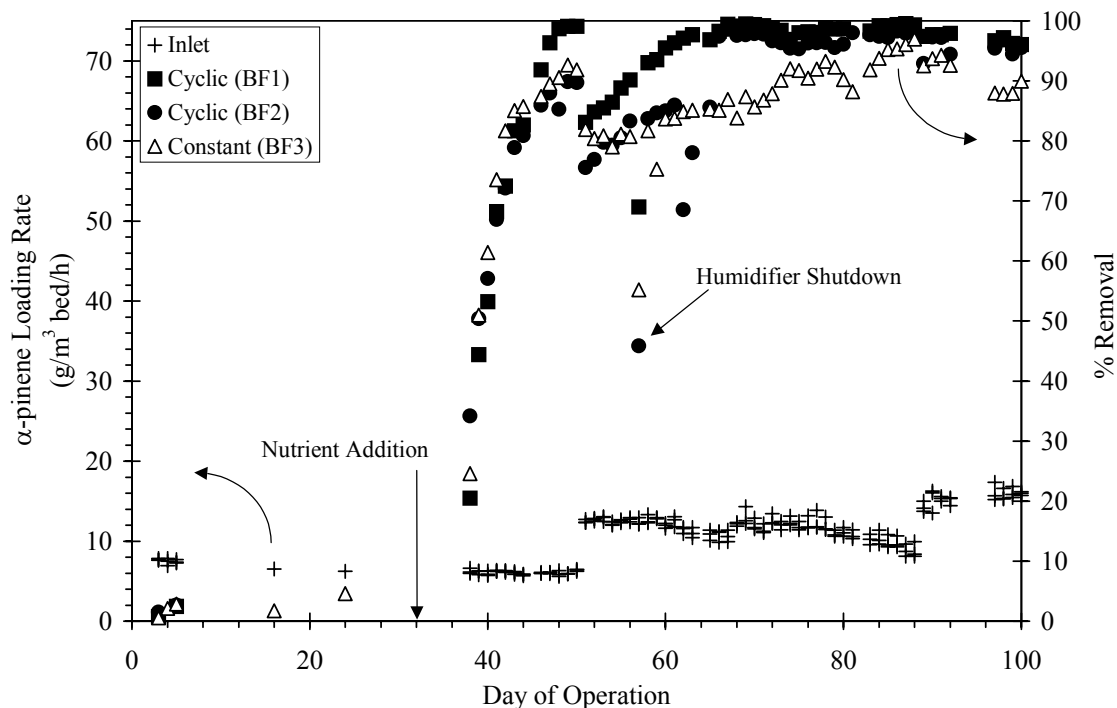 Inlet
Cyclic (BF1)
Cyclic (BF2)
Constant (BF3)
α-pinene Loading Rate
(g/m³ bed/h)
80
70
60
50
40
30
20
10
0
100
90
80
70
60
50
40
30
20
10
0
% Removal
Humidifier Shutdown
Nutrient Addition
0
20
40
60
80
100
Day of Operation